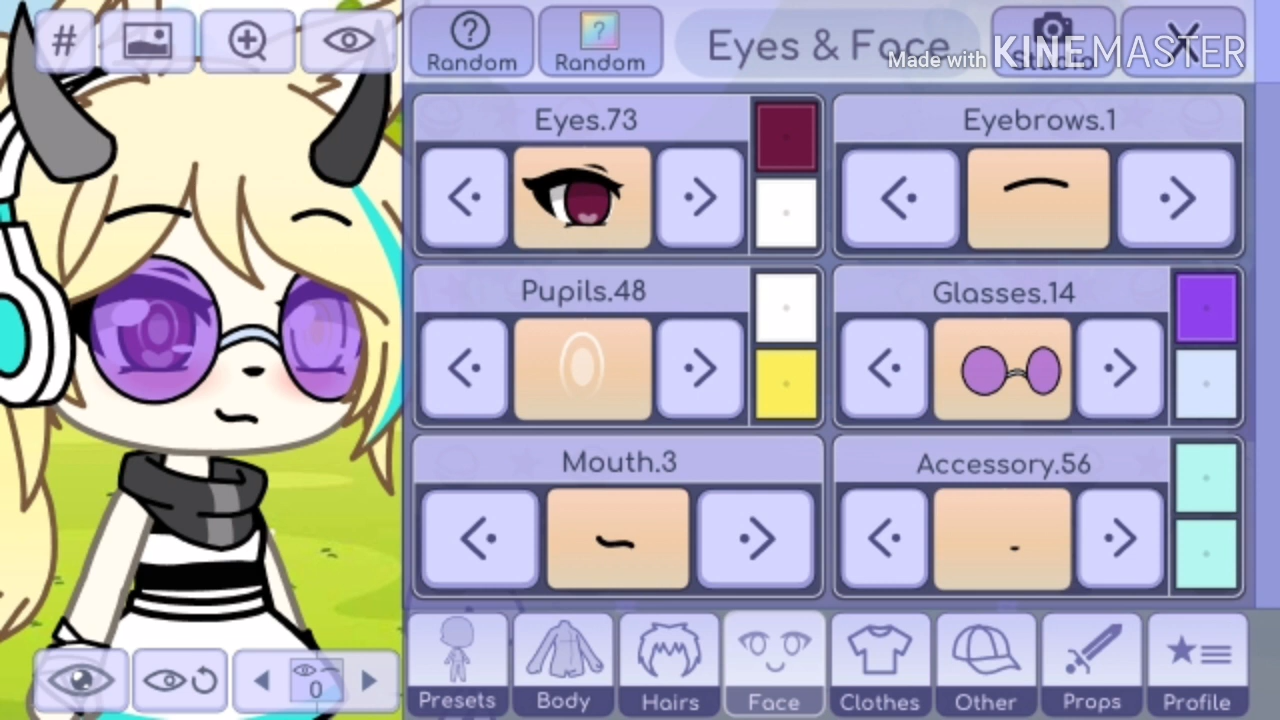 #
? Random
? Random
Eyes & Face
Studio
Made with KINEMASTER
Eyes.73
Eyebrows.1
Pupils.48
Glasses.14
Mouth.3
Accessory.56
0
Presets
Body
Hairs
Face
Clothes
Other
Props
Profile